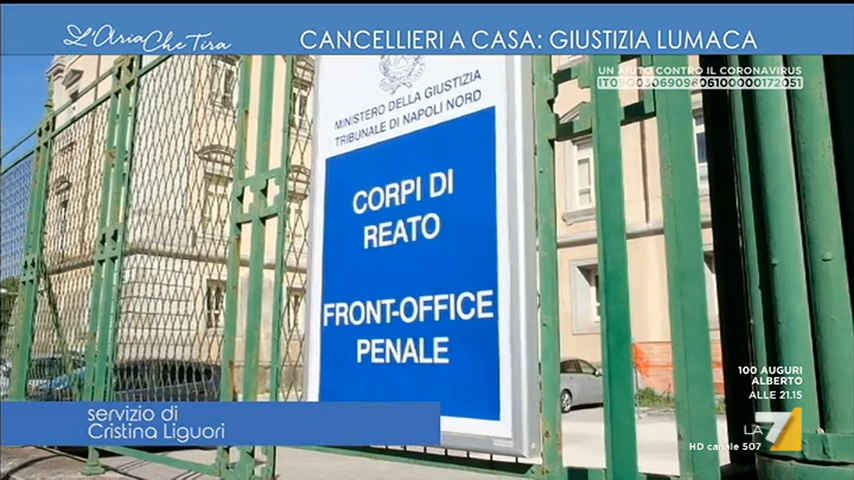 L'Aria Che Tira
CANCELLIERI A CASA: GIUSTIZIA LUMACA
UN AIUTO CONTRO IL CORONAVIRUS
IT09Q0306909606100000172051
MINISTERO DELLA GIUSTIZIA
TRIBUNALE DI NAPOLI NORD
CORPI DI
REATO
FRONT-OFFICE
PENALE
100 AUGURI
ALBERTO
ALLE 21.15
servizio di
Cristina Liguori
LA7
HD canale 507